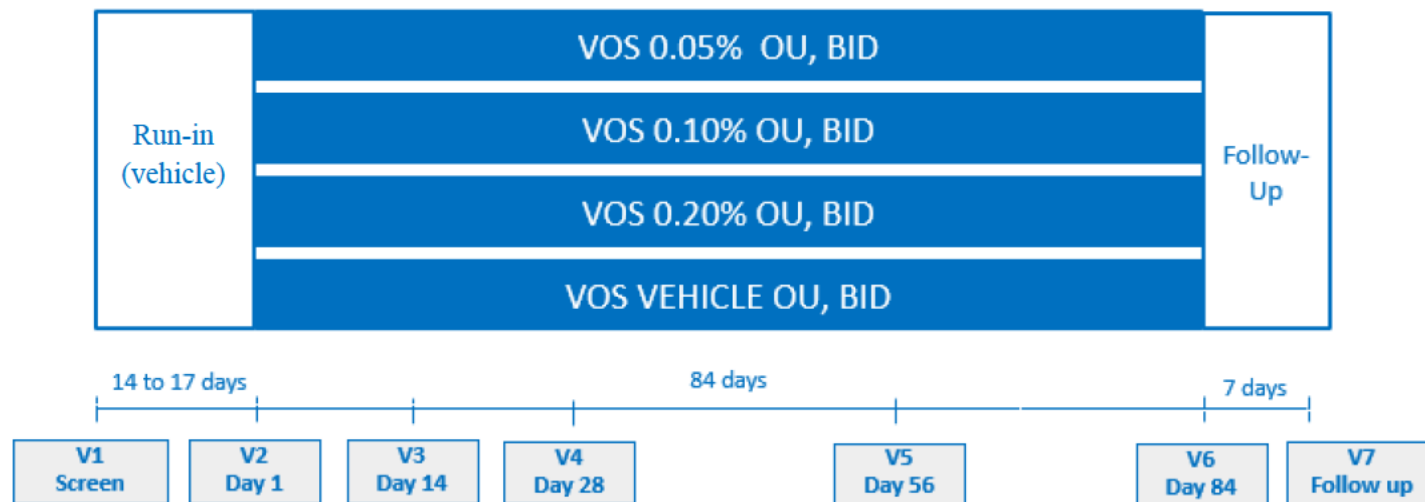 VOS 0.05% OU, BID
VOS 0.10% OU, BID
Run-in
(vehicle)
Follow-
Up
VOS 0.20% OU, BID
VOS VEHICLE OU, BID
14 to 17 days
84 days
7 days
V1
Screen
V2
Day 1
V3
Day 14
V4
Day 28
V5
Day 56
V6
Day 84
V7
Follow up